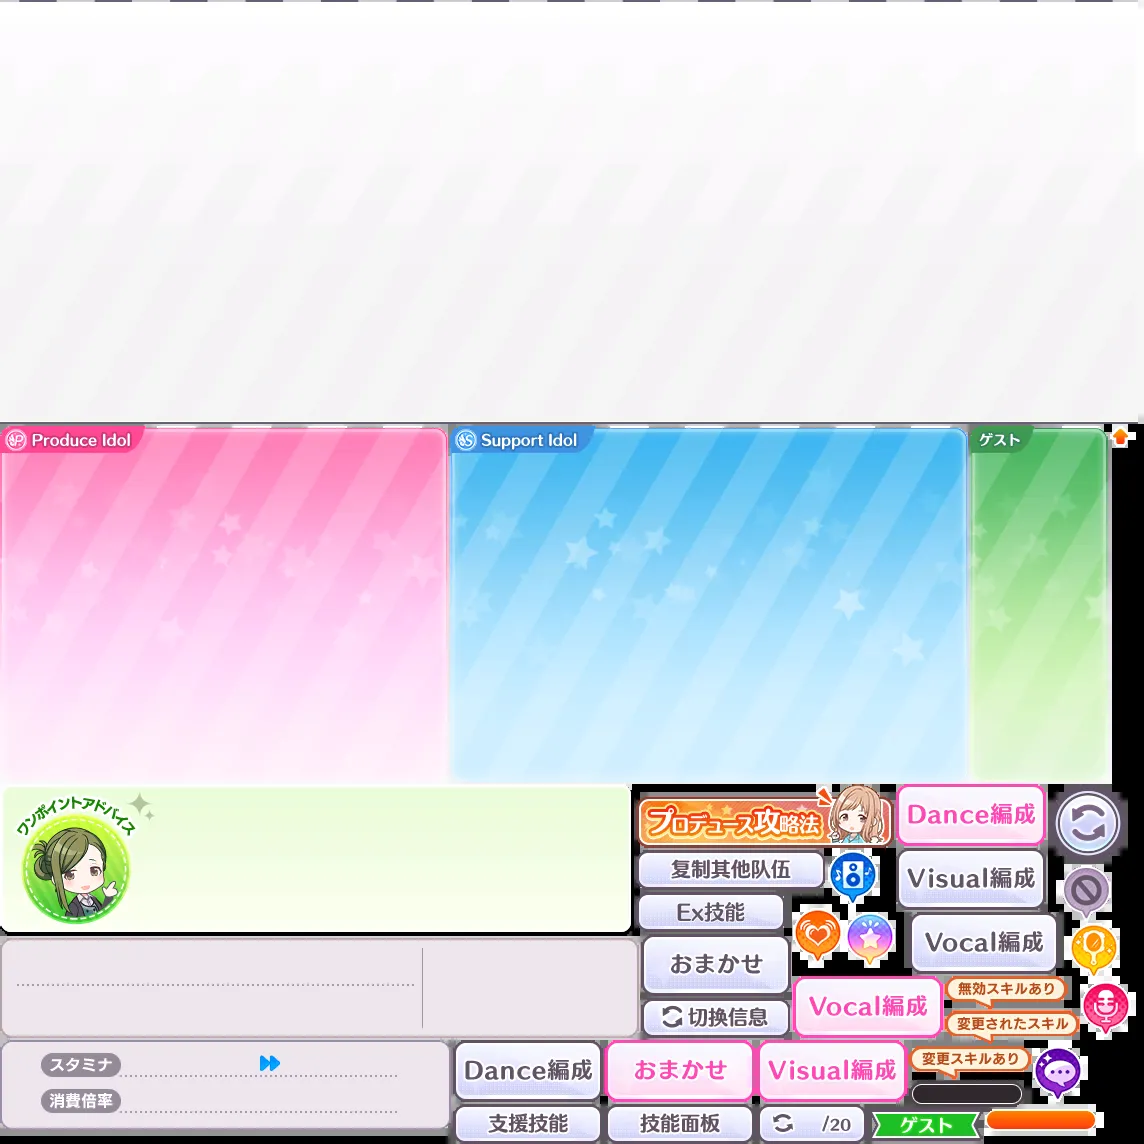 Produce Idol
Support Idol
ゲスト
ワンポイントアドバイス
プロデュース攻略法
Dance編成
复制其他队伍
Visual編成
Ex技能
Vocal編成
おまかせ
無効スキルあり
Vocal編成
切换信息
変更されたスキル
スタミナ
Dance編成
おまかせ
Visual編成
変更スキルあり
消費倍率
支援技能
技能面板
/20
ゲスト